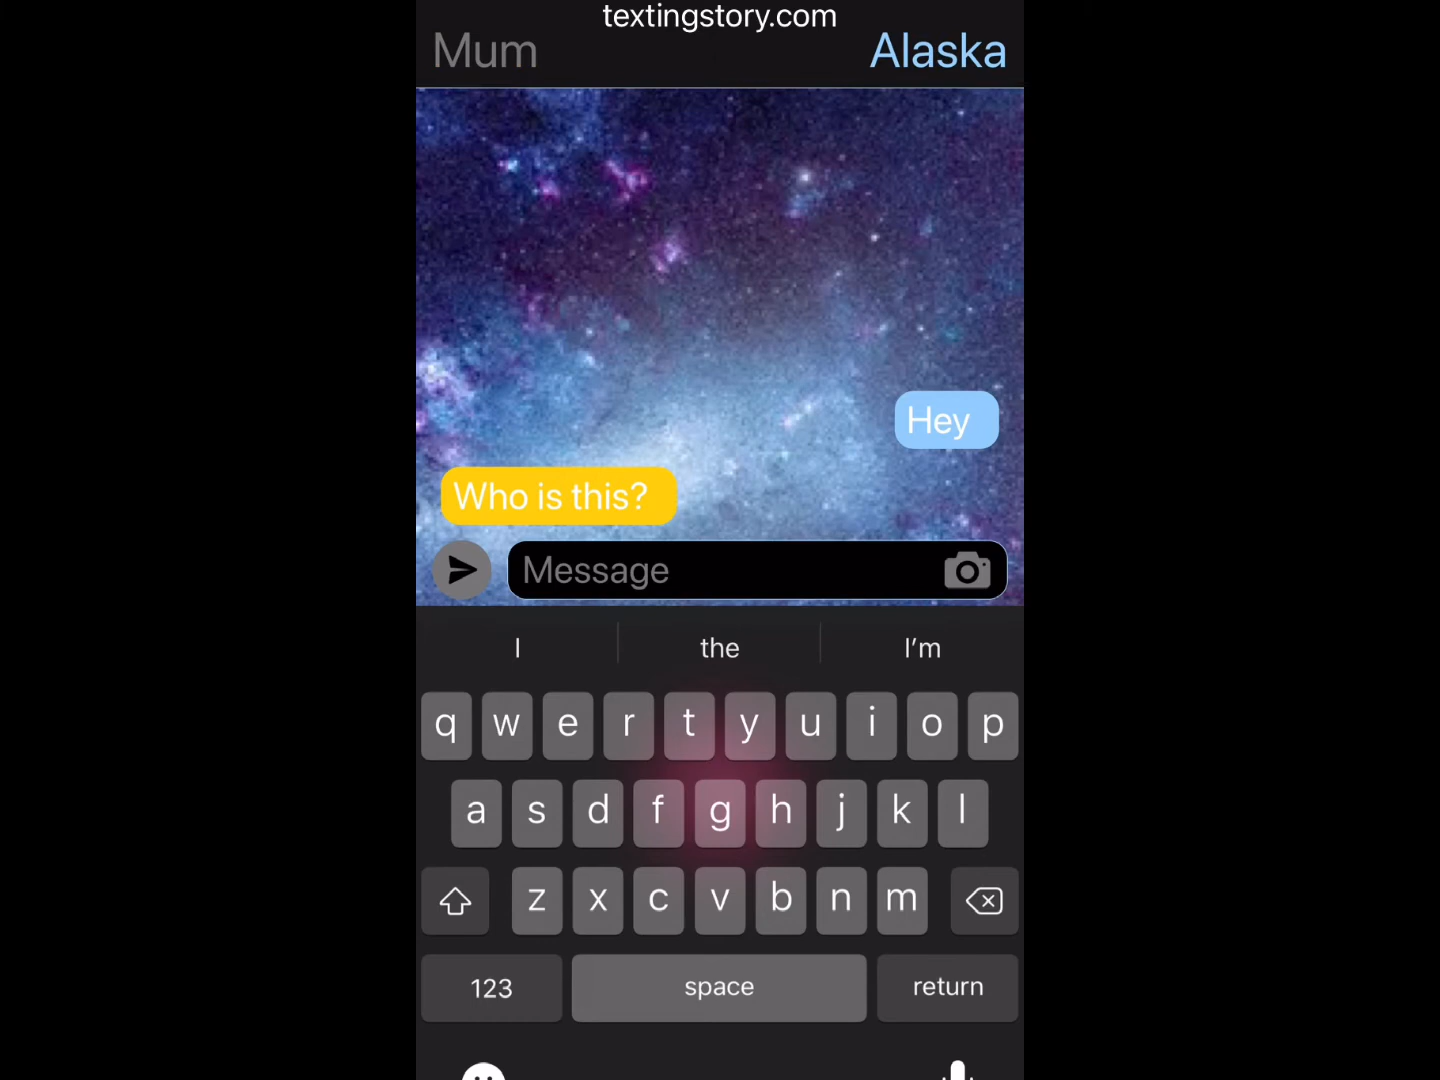 textingstory.com
Mum Alaska
Hey
Who is this?
Message
I the I'm
q w e r t y u i o p
a s d f g h j k l
z x c v b n m
123 space return